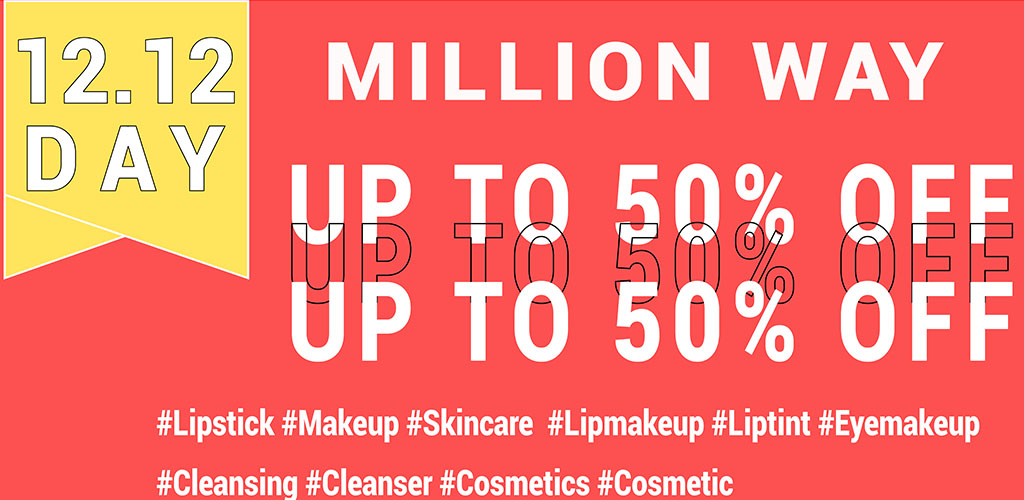 12.12
DAY
MILLION WAY
UP TO 50% OFF
UP TO 50% OFF
UP TO 50% OFF
#Lipstick #Makeup #Skincare #Lipmakeup #Liptint #Eyemakeup
#Cleansing #Cleanser #Cosmetics #Cosmetic